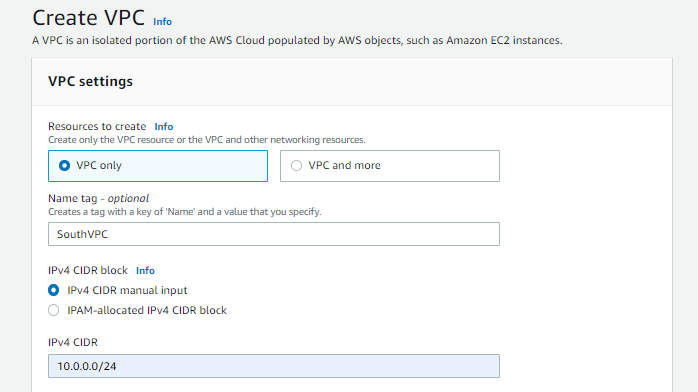 Create VPC Info
A VPC is an isolated portion of the AWS Cloud populated by AWS objects, such as Amazon EC2 instances.
VPC settings
Resources to create Info
Create only the VPC resource or the VPC and other networking resources.
VPC only
VPC and more
Name tag - optional
Creates a tag with a key of 'Name' and a value that you specify.
SouthVPC
IPv4 CIDR block Info
IPv4 CIDR manual input
IPAM-allocated IPv4 CIDR block
IPv4 CIDR
10.0.0.0/24